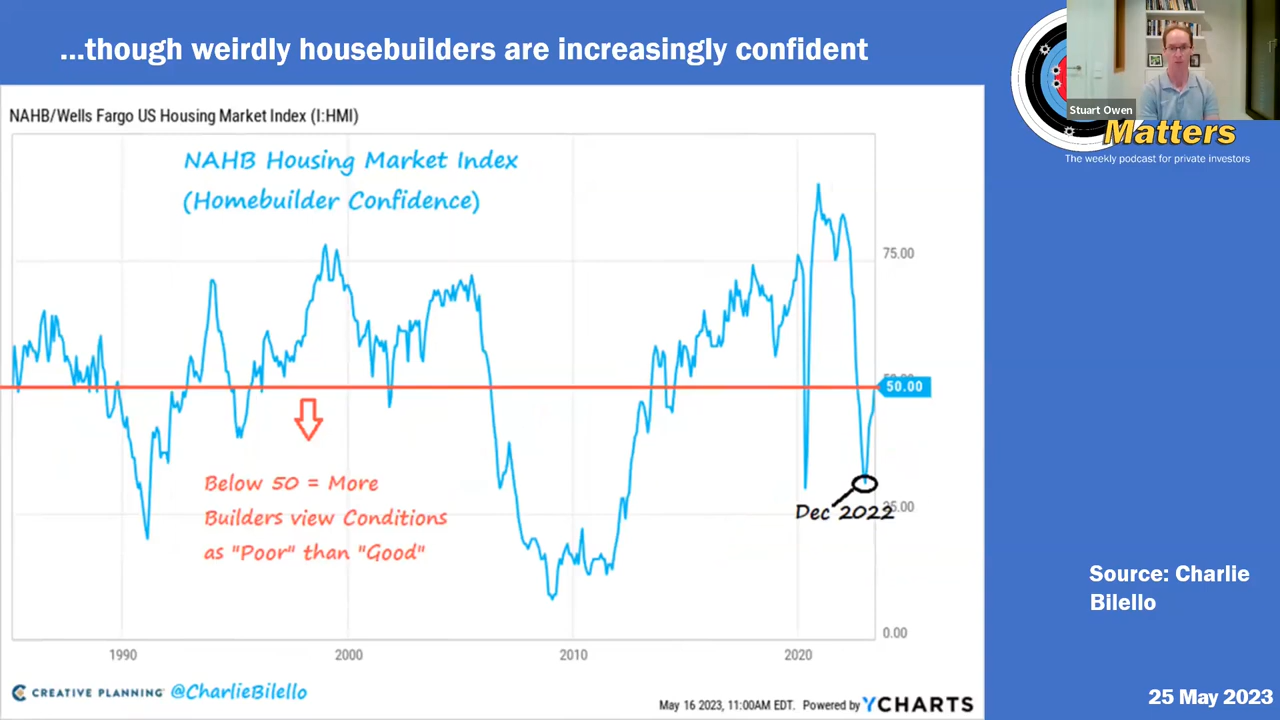 ...though weirdly housebuilders are increasingly confident
Stuart Owen
Matters
The weekly podcast for private investors
NAHB/Wells Fargo US Housing Market Index (I:HMI)
NAHB Housing Market Index
(Homebuilder Confidence)
75.00
50.00
Below 50 = More
Builders view Conditions
as "Poor" than "Good"
Dec 2022
25.00
0.00
1990
2000
2010
2020
CREATIVE PLANNING @CharlieBilello
May 16 2023, 11:00AM EDT. Powered by YCHARTS
Source: Charlie
Bilello
25 May 2023